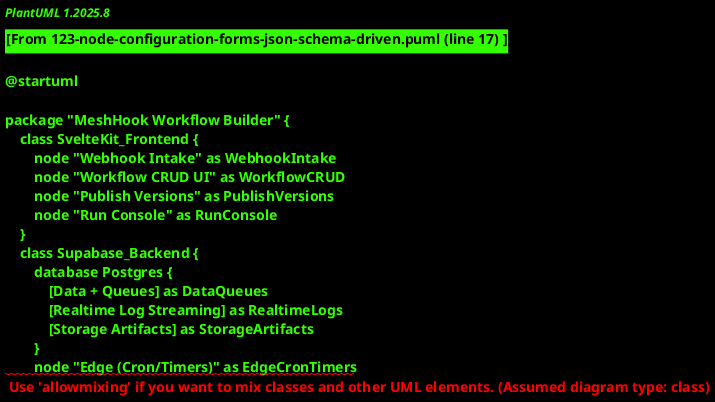 PlantUML 1.2025.8
[From 123-node-configuration-forms-json-schema-driven.puml (line 17) ]
@startuml
package "MeshHook Workflow Builder" {
class SvelteKit_Frontend {
node "Webhook Intake" as WebhookIntake
node "Workflow CRUD UI" as WorkflowCRUD
node "Publish Versions" as PublishVersions
node "Run Console" as RunConsole
}
class Supabase_Backend {
database Postgres {
[Data + Queues] as DataQueues
[Realtime Log Streaming] as RealtimeLogs
[Storage Artifacts] as StorageArtifacts
}
node "Edge (Cron/Timers)" as EdgeCronTimers
Use 'allowmixing' if you want to mix classes and other UML elements. (Assumed diagram type: class)